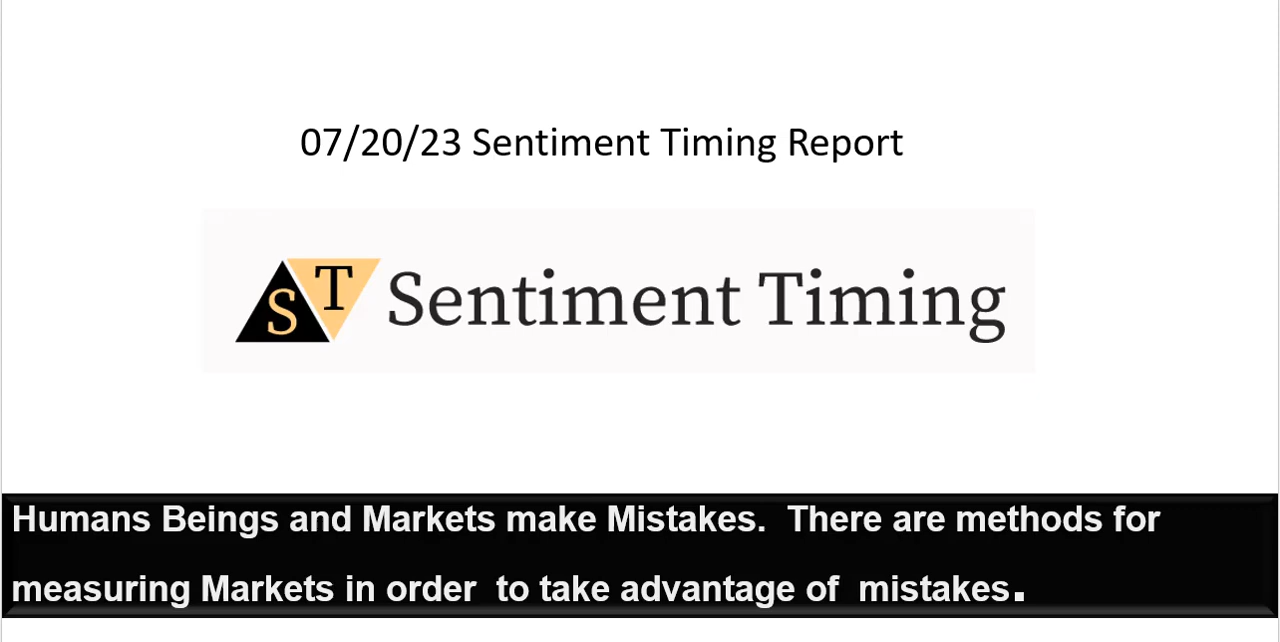 07/20/23 Sentiment Timing Report
S T Sentiment Timing
Humans Beings and Markets make Mistakes.  There are methods for
measuring Markets in order  to take advantage of  mistakes.